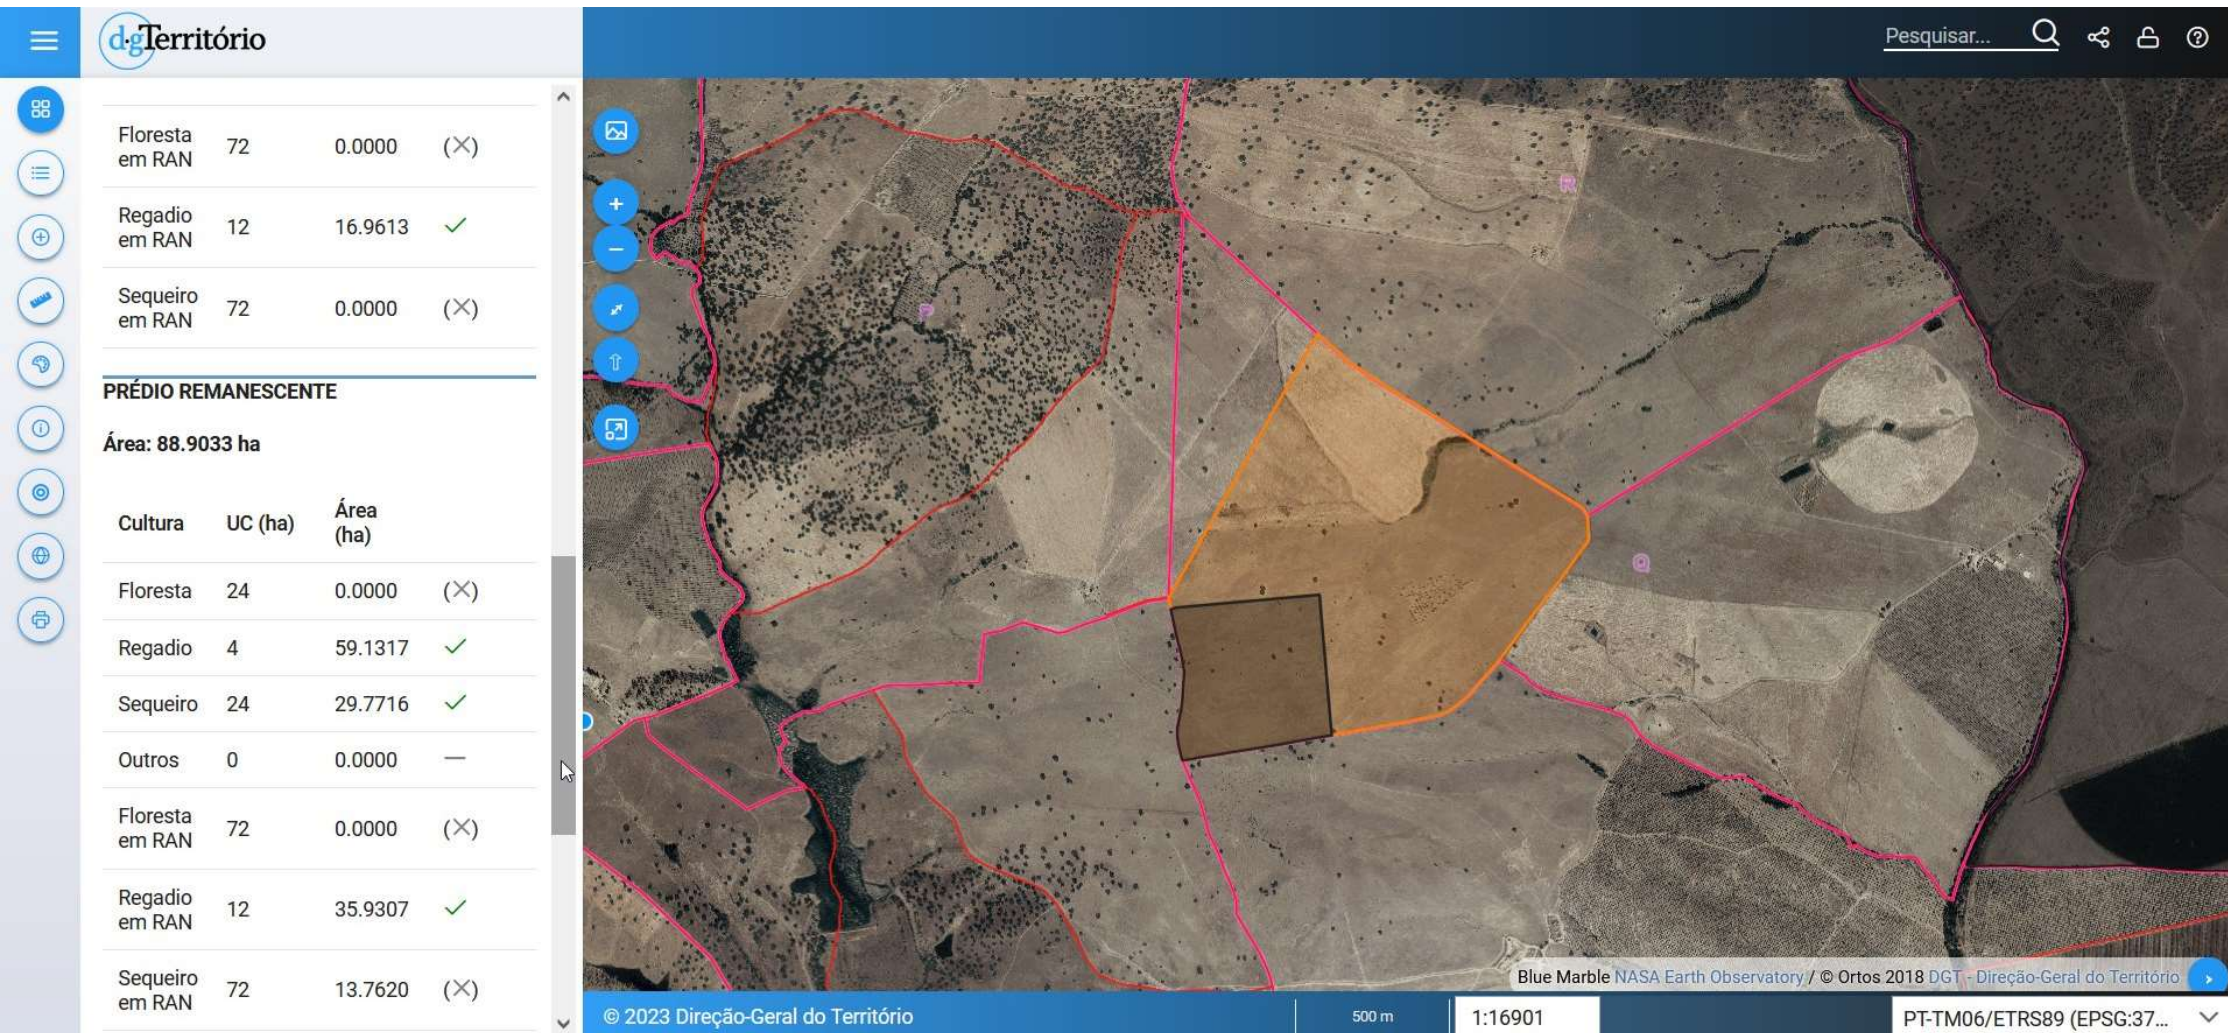 dgTerritório
Pesquisar...
Floresta em RAN 72 0.0000 (✕)
Regadio em RAN 12 16.9613 ✓
Sequeiro em RAN 72 0.0000 (✕)
PRÉDIO REMANESCENTE
Área: 88.9033 ha
Cultura UC (ha) Área (ha)
Floresta 24 0.0000 (✕)
Regadio 4 59.1317 ✓
Sequeiro 24 29.7716 ✓
Outros 0 0.0000 —
Floresta em RAN 72 0.0000 (✕)
Regadio em RAN 12 35.9307 ✓
Sequeiro em RAN 72 13.7620 (✕)
R
P
Q
Blue Marble NASA Earth Observatory / © Ortos 2018 DGT - Direção-Geral do Território
© 2023 Direção-Geral do Território 500 m 1:16901 PT-TM06/ETRS89 (EPSG:37...